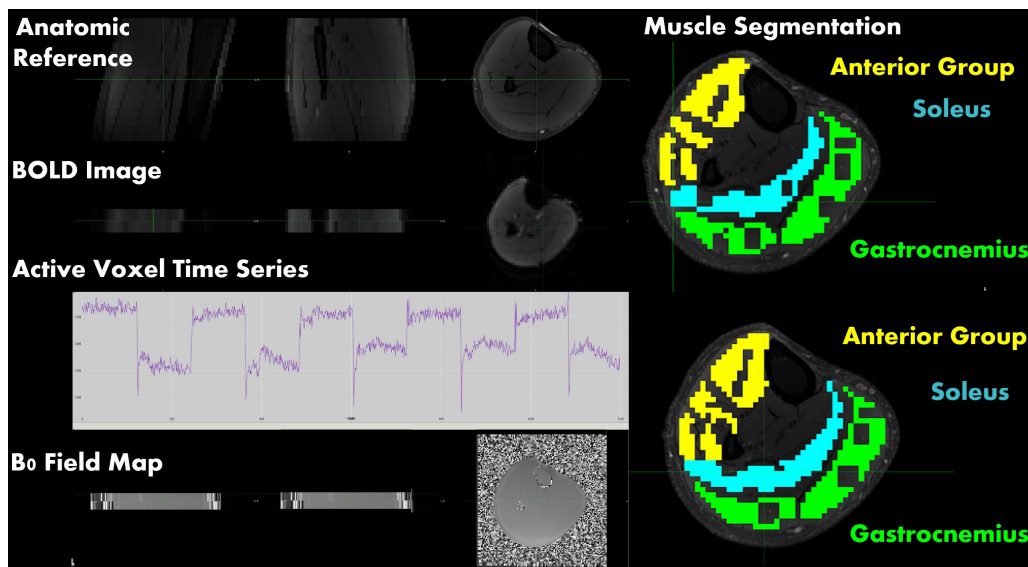 Anatomic
Reference
BOLD Image
Active Voxel Time Series
B₀ Field Map
Muscle Segmentation
Anterior Group
Soleus
Gastrocnemius
Anterior Group
Soleus
Gastrocnemius